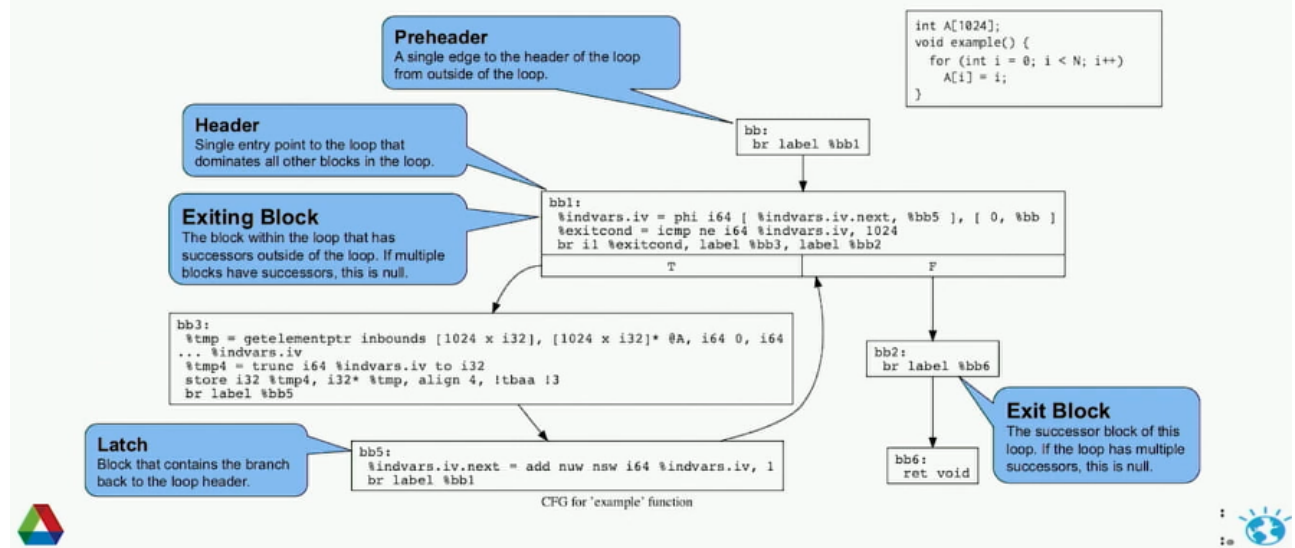 Preheader
A single edge to the header of the loop
from outside of the loop.
int A[1024];
void example() {
for (int i = 0; i < N; i++)
A[i] = i;
}
Header
Single entry point to the loop that
dominates all other blocks in the loop.
bb:
br label %bb1
Exiting Block
The block within the loop that has
successors outside of the loop. If multiple
blocks have successors, this is null.
bb1:
%indvars.iv = phi i64 [ %indvars.iv.next, %bb5 ], [ 0, %bb ]
%exitcond = icmp ne i64 %indvars.iv, 1024
br i1 %exitcond, label %bb3, label %bb2
T
F
bb3:
%tmp = getelementptr inbounds [1024 x i32], [1024 x i32]* @A, i64 0, i64
... %indvars.iv
%tmp4 = trunc i64 %indvars.iv to i32
store i32 %tmp4, i32* %tmp, align 4, !tbaa !3
br label %bb5
bb2:
br label %bb6
Exit Block
The successor block of this
loop. If the loop has multiple
successors, this is null.
Latch
Block that contains the branch
back to the loop header.
bb5:
%indvars.iv.next = add nuw nsw i64 %indvars.iv, 1
br label %bb1
bb6:
ret void
CFG for 'example' function